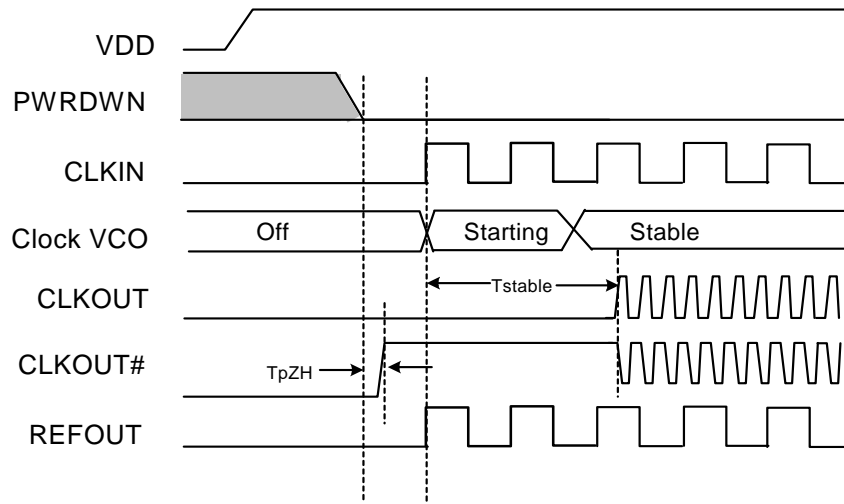 VDD
PWRDWN
CLKIN
Clock VCO
Off
Starting
Stable
CLKOUT
Tstable
CLKOUT#
TpZH
REFOUT